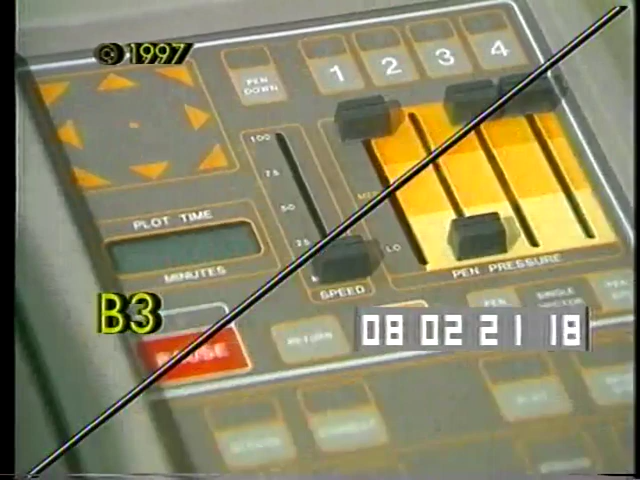 © 1997
PEN DOWN
1 2 3 4
100
75
50
25
LO
PLOT TIME
MINUTES
SPEED
PEN PRESSURE
B3
PAUSE
RETURN
08 02 21 18
PEN
SINGLE